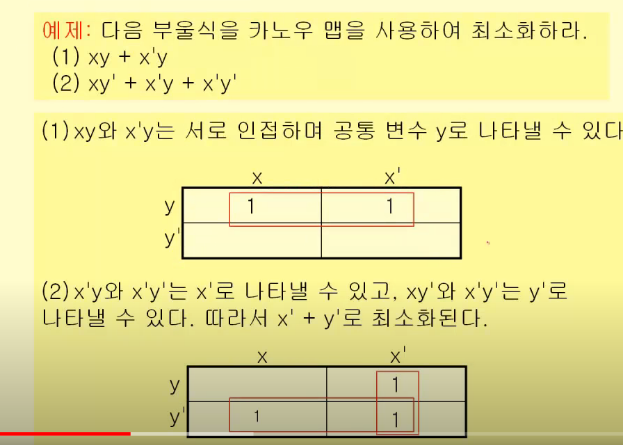 예제: 다음 부울식을 카노우 맵을 사용하여 최소화하라.
(1) xy + x'y
(2) xy' + x'y + x'y'
(1)xy와 x'y는 서로 인접하며 공통 변수 y로 나타낼 수 있다
x x'
y 1 1
y'
(2)x'y와 x'y'는 x'로 나타낼 수 있고, xy'와 x'y'는 y'로
나타낼 수 있다. 따라서 x' + y'로 최소화된다.
x x'
y 1
y' 1 1